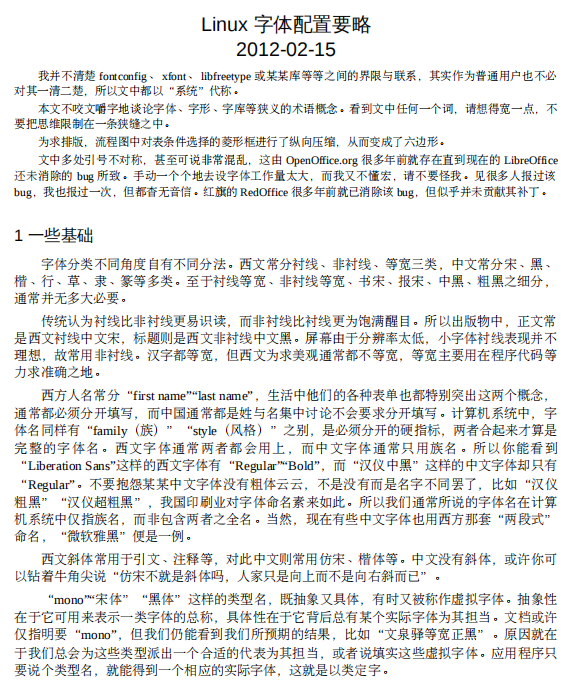 Linux 字体配置要略
2012-02-15
我并不清楚 fontconfig、 xfont、 libfreetype 或某某库等等之间的界限与联系，其实作为普通用户也不必
对其一清二楚，所以文中都以“系统”代称。
本文不咬文嚼字地谈论字体、字形、字库等狭义的术语概念。看到文中任何一个词，请想得宽一点，不
要把思维限制在一条狭缝之中。
为求排版，流程图中对表条件选择的菱形框进行了纵向压缩，从而变成了六边形。
文中多处引号不对称，甚至可说非常混乱，这由 OpenOffice.org 很多年前就存在直到现在的 LibreOffice
还未消除的 bug 所致。手动一个个地去设字体工作量太大，而我又不懂宏，请不要怪我。见很多人报过该
bug，我也报过一次，但都杳无音信。红旗的 RedOffice 很多年前就已消除该 bug，但似乎并未贡献其补丁。
1 一些基础
字体分类不同角度自有不同分法。西文常分衬线、非衬线、等宽三类，中文常分宋、黑、
楷、行、草、隶、篆等多类。至于衬线等宽、非衬线等宽、书宋、报宋、中黑、粗黑之细分，
通常并无多大必要。
传统认为衬线比非衬线更易识读，而非衬线比衬线更为饱满醒目。所以出版物中，正文常
是西文衬线中文宋，标题则是西文非衬线中文黑。屏幕由于分辨率太低，小字体衬线表现并不
理想，故常用非衬线。汉字都等宽，但西文为求美观通常都不等宽，等宽主要用在程序代码等
力求准确之地。
西方人名常分“first name”“last name”，生活中他们的各种表单也都特别突出这两个概念，
通常都必须分开填写，而中国通常都是姓与名集中讨论不会要求分开填写。计算机系统中，字
体名同样有“family（族）” “style（风格）”之别，是必须分开的硬指标，两者合起来才算是
完整的字体名。西文字体通常两者都会用上，而中文字体通常只用族名。所以你能看到
“Liberation Sans”这样的西文字体有“Regular”“Bold”，而“汉仪中黑”这样的中文字体却只有
“Regular”。不要抱怨某某中文字体没有粗体云云，不是没有而是名字不同罢了，比如“汉仪
粗黑”“汉仪超粗黑”，我国印刷业对字体命名素来如此。所以我们通常所说的字体名在计算
机系统中仅指族名，而非包含两者之全名。当然，现在有些中文字体也用西方那套“两段式”
命名，“微软雅黑”便是一例。
西文斜体常用于引文、注释等，对此中文则常用仿宋、楷体等。中文没有斜体，或许你可
以钻着牛角尖说“仿宋不就是斜体吗，人家只是向上而不是向右斜而已”。
“mono”“宋体” “黑体”这样的类型名，既抽象又具体，有时又被称作虚拟字体。抽象性
在于它可用来表示一类字体的总称，具体性在于它背后总有某个实际字体为其担当。文档或许
仅指明要“mono”，但我们仍能看到我们所预期的结果，比如“文泉驿等宽正黑”。原因就在
于我们总会为这些类型派出一个合适的代表为其担当，或者说填实这些虚拟字体。应用程序只
要说个类型名，就能得到一个相应的实际字体，这就是以类定字。